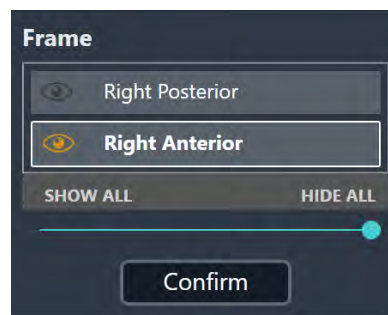 Frame
Right Posterior
Right Anterior
SHOW ALL HIDE ALL
Confirm